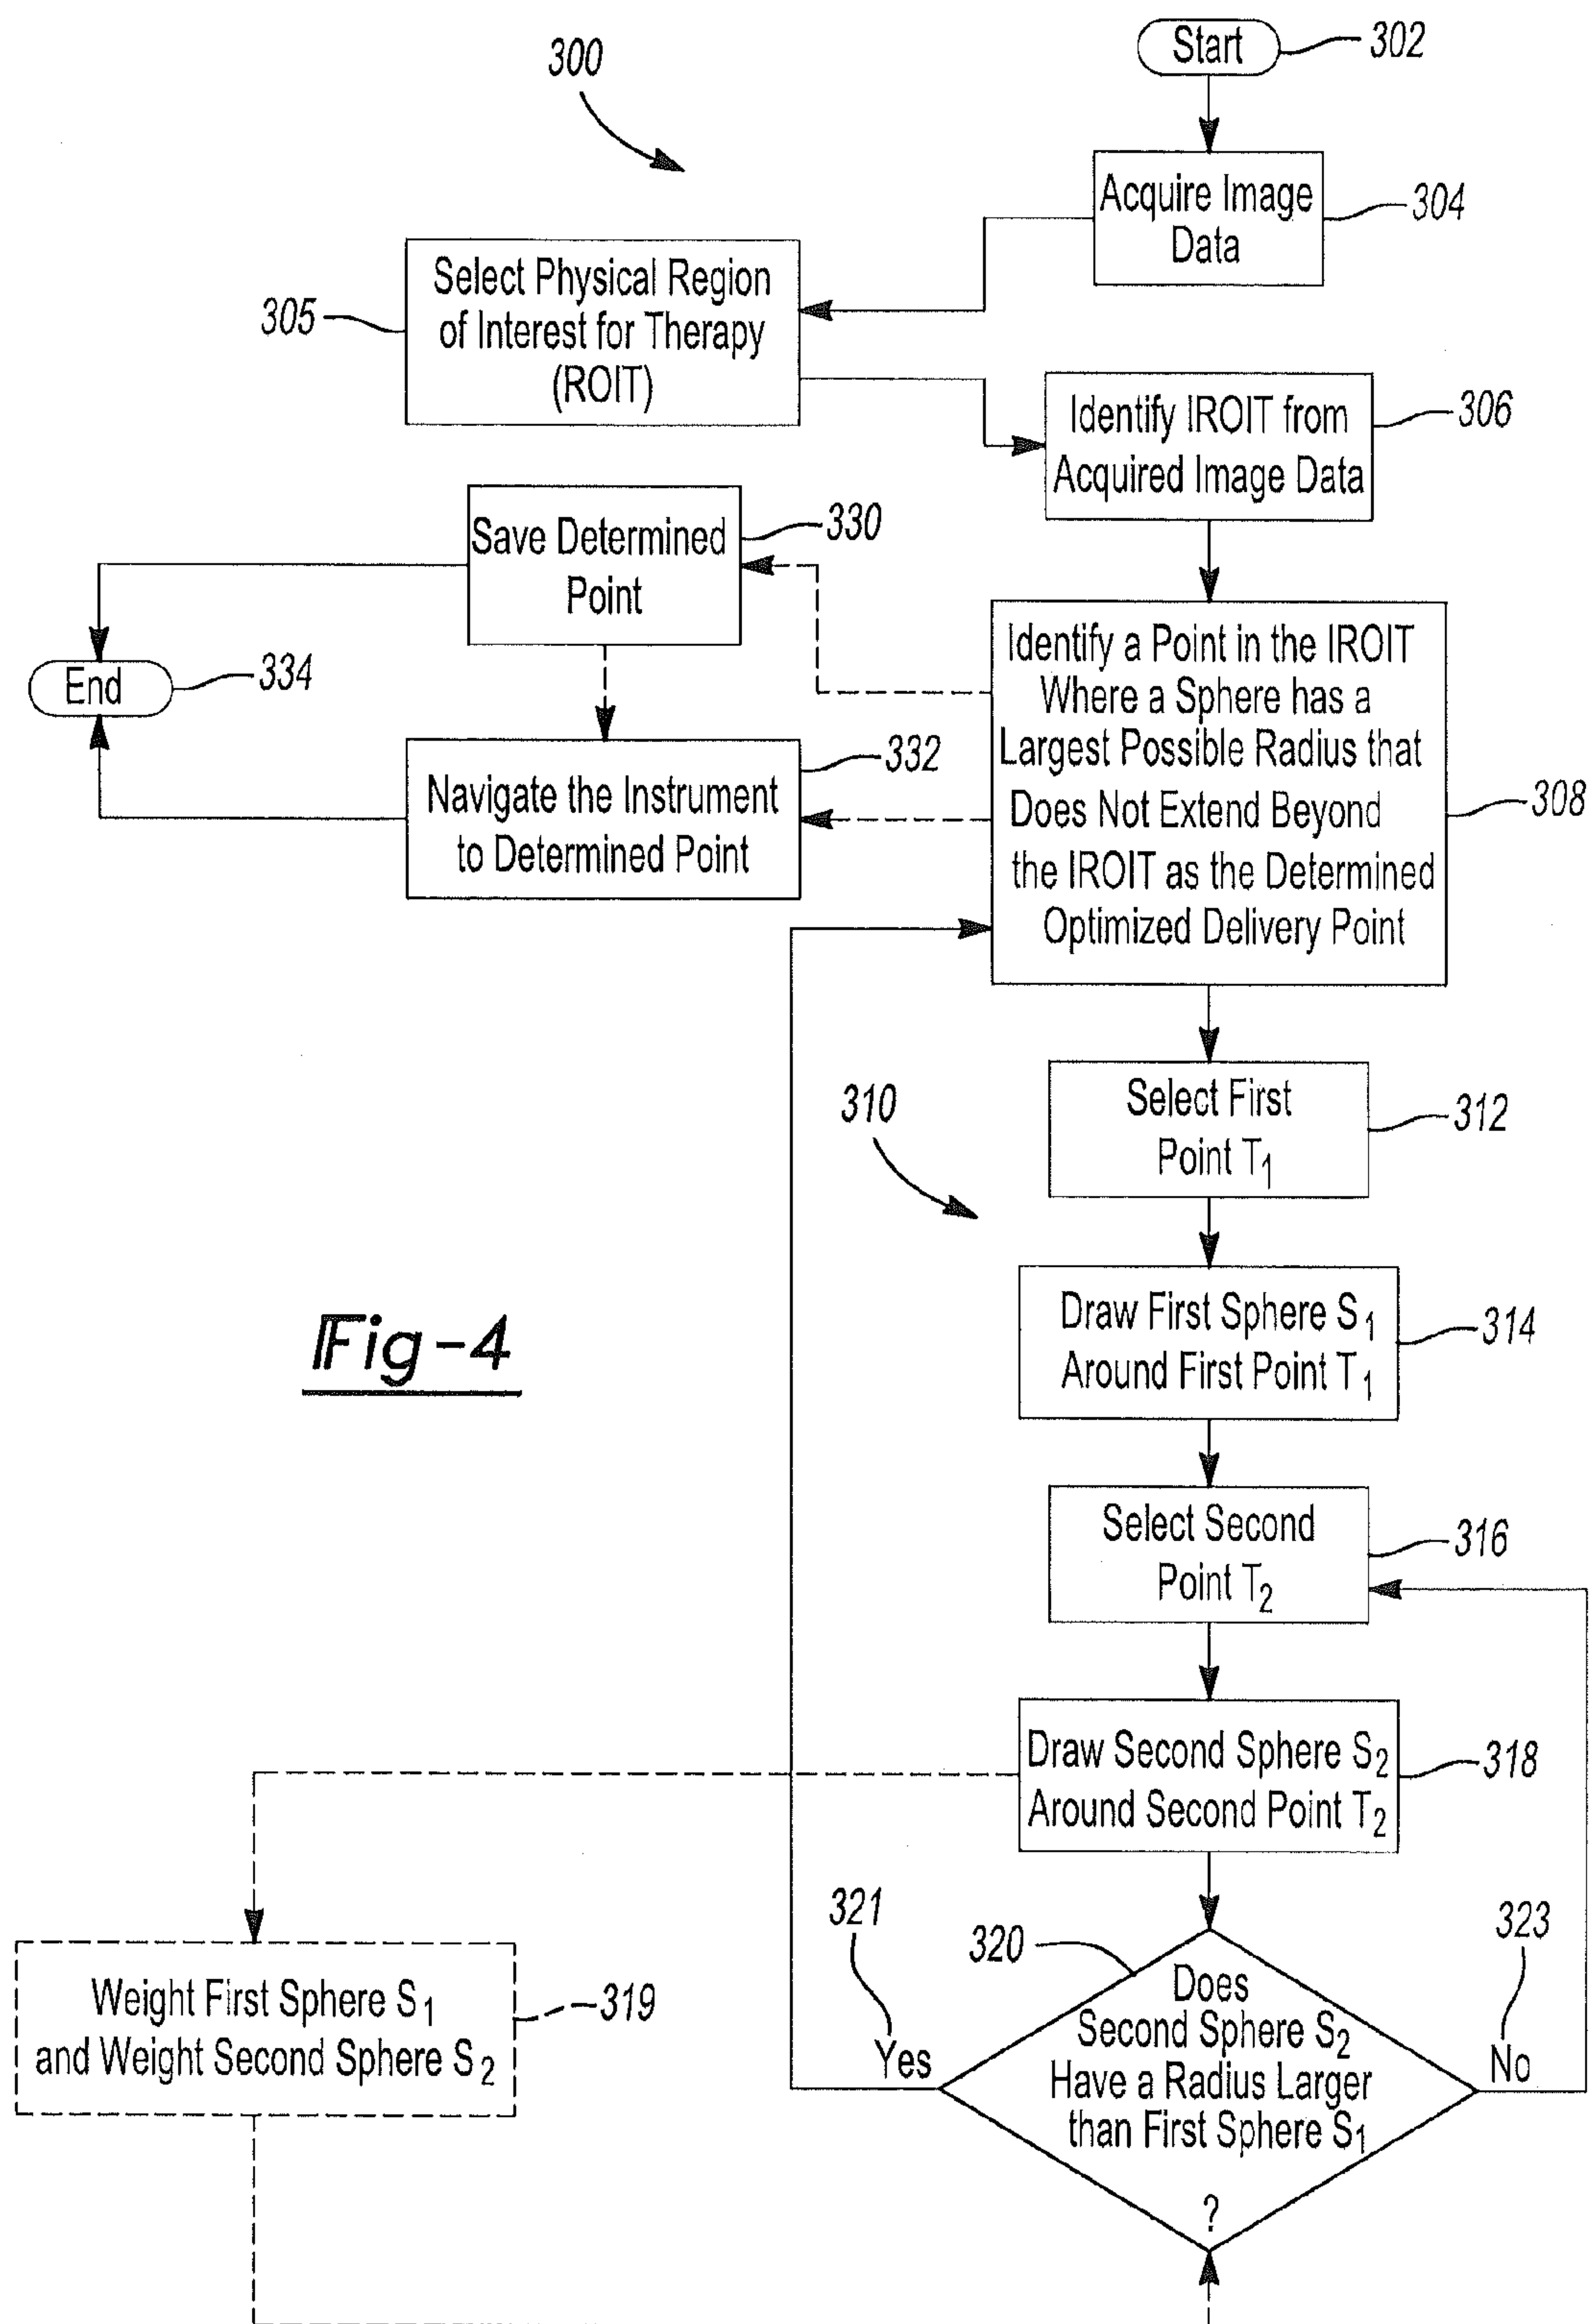 300
Start
302
Acquire Image
Data
304
Select Physical Region
of Interest for Therapy
(ROIT)
305
Identify IROIT from
Acquired Image Data
306
Save Determined
Point
330
End
334
Navigate the Instrument
to Determined Point
332
Identify a Point in the IROIT
Where a Sphere has a
Largest Possible Radius that
Does Not Extend Beyond
the IROIT as the Determined
Optimized Delivery Point
308
310
Select First
Point T1
312
Draw First Sphere S1
Around First Point T1
314
Fig-4
Select Second
Point T2
316
Draw Second Sphere S2
Around Second Point T2
318
Weight First Sphere S1
and Weight Second Sphere S2
319
321
Yes
320
Does
Second Sphere S2
Have a Radius Larger
than First Sphere S1
?
323
No